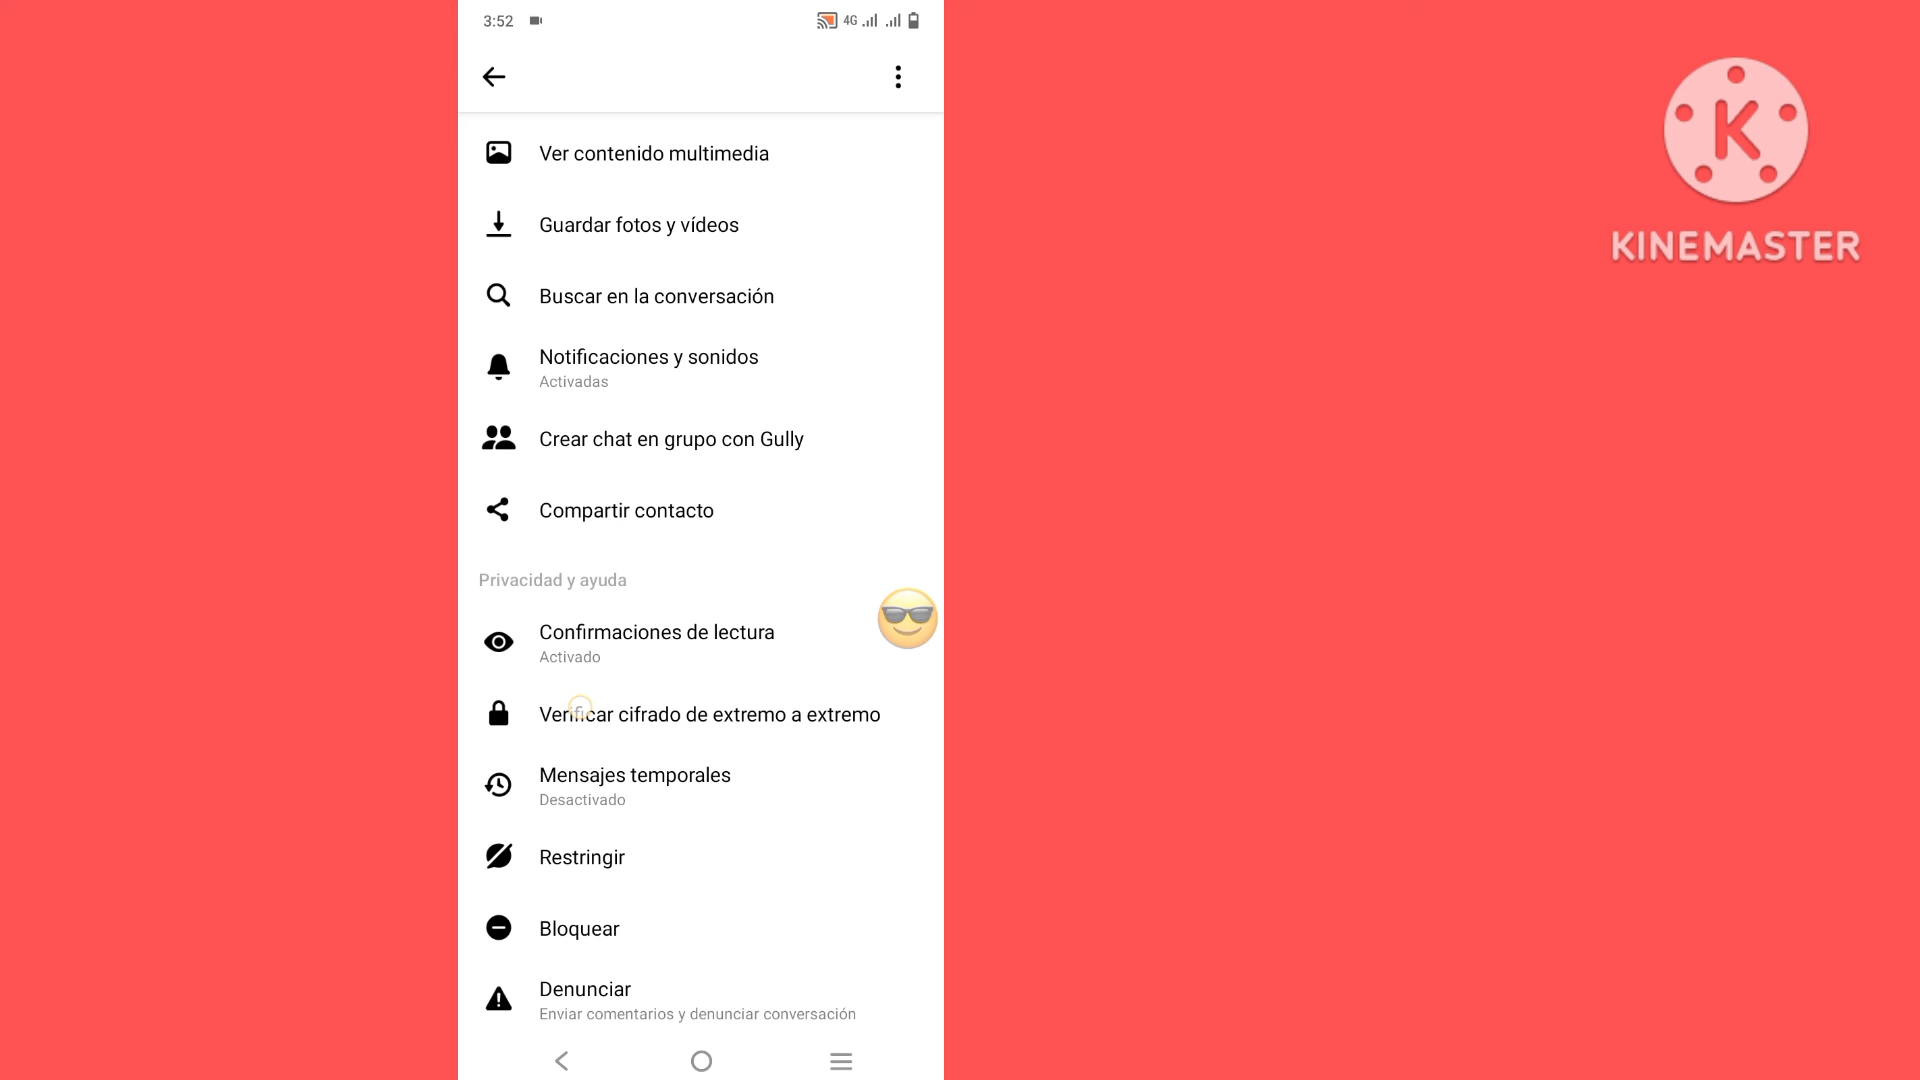 3:52
4G
KINEMASTER
Ver contenido multimedia
Guardar fotos y vídeos
Buscar en la conversación
Notificaciones y sonidos
Activadas
Crear chat en grupo con Gully
Compartir contacto
Privacidad y ayuda
Confirmaciones de lectura
Activado
Verificar cifrado de extremo a extremo
Mensajes temporales
Desactivado
Restringir
Bloquear
Denunciar
Enviar comentarios y denunciar conversación